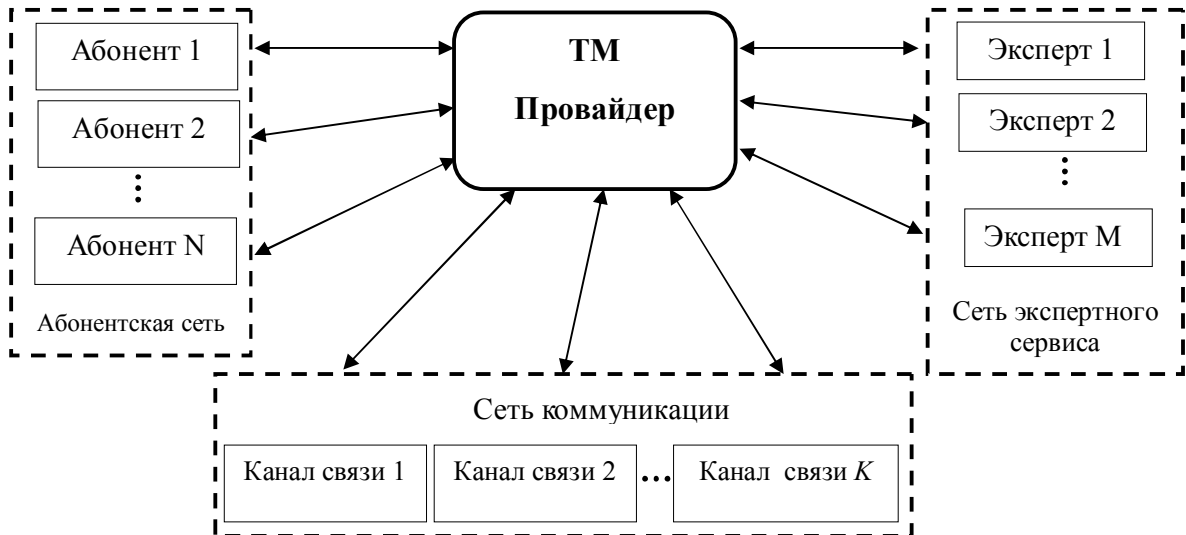 Абонент 1
Абонент 2
⋮
Абонент N
Абонентская сеть
ТМ
Провайдер
Эксперт 1
Эксперт 2
⋮
Эксперт M
Сеть экспертного
сервиса
Сеть коммуникации
Канал связи 1
Канал связи 2
...
Канал связи K